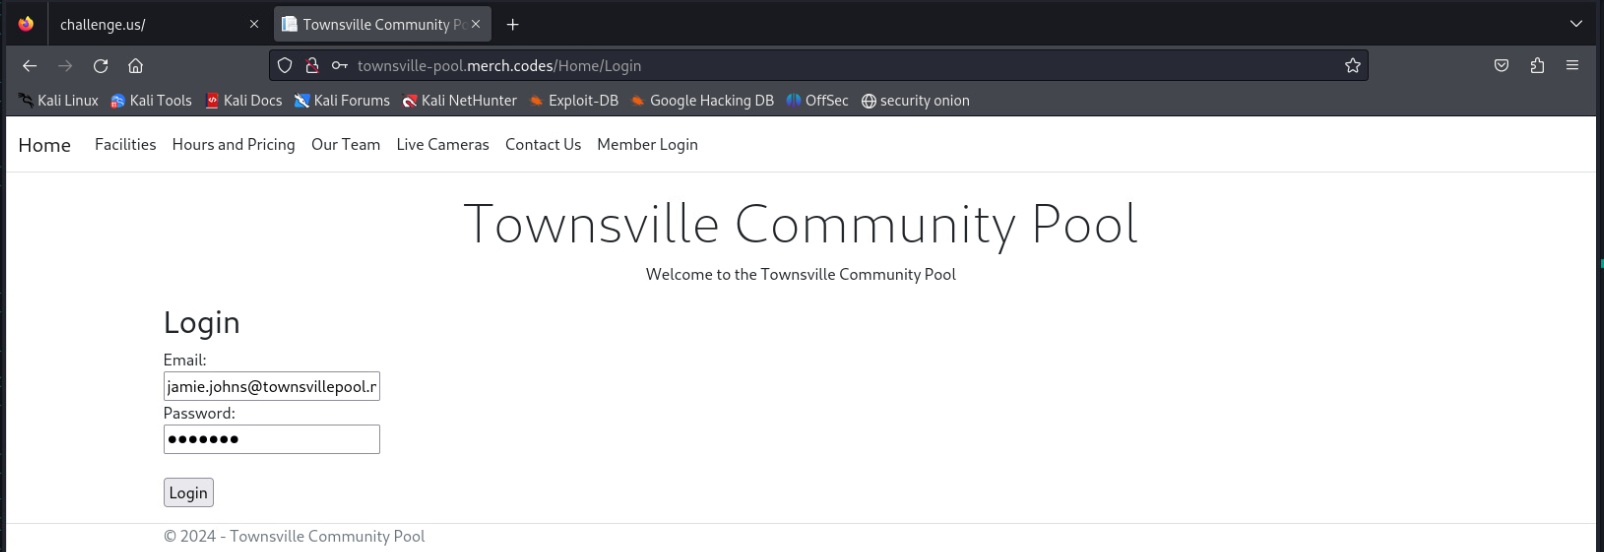 challenge.us/
Townsville Community Po
townsville-pool.merch.codes/Home/Login
Kali Linux Kali Tools Kali Docs Kali Forums Kali NetHunter Exploit-DB Google Hacking DB OffSec security onion
Home Facilities Hours and Pricing Our Team Live Cameras Contact Us Member Login
Townsville Community Pool
Welcome to the Townsville Community Pool
Login
Email:
jamie.johns@townsvillepool.r
Password:
Login
© 2024 - Townsville Community Pool